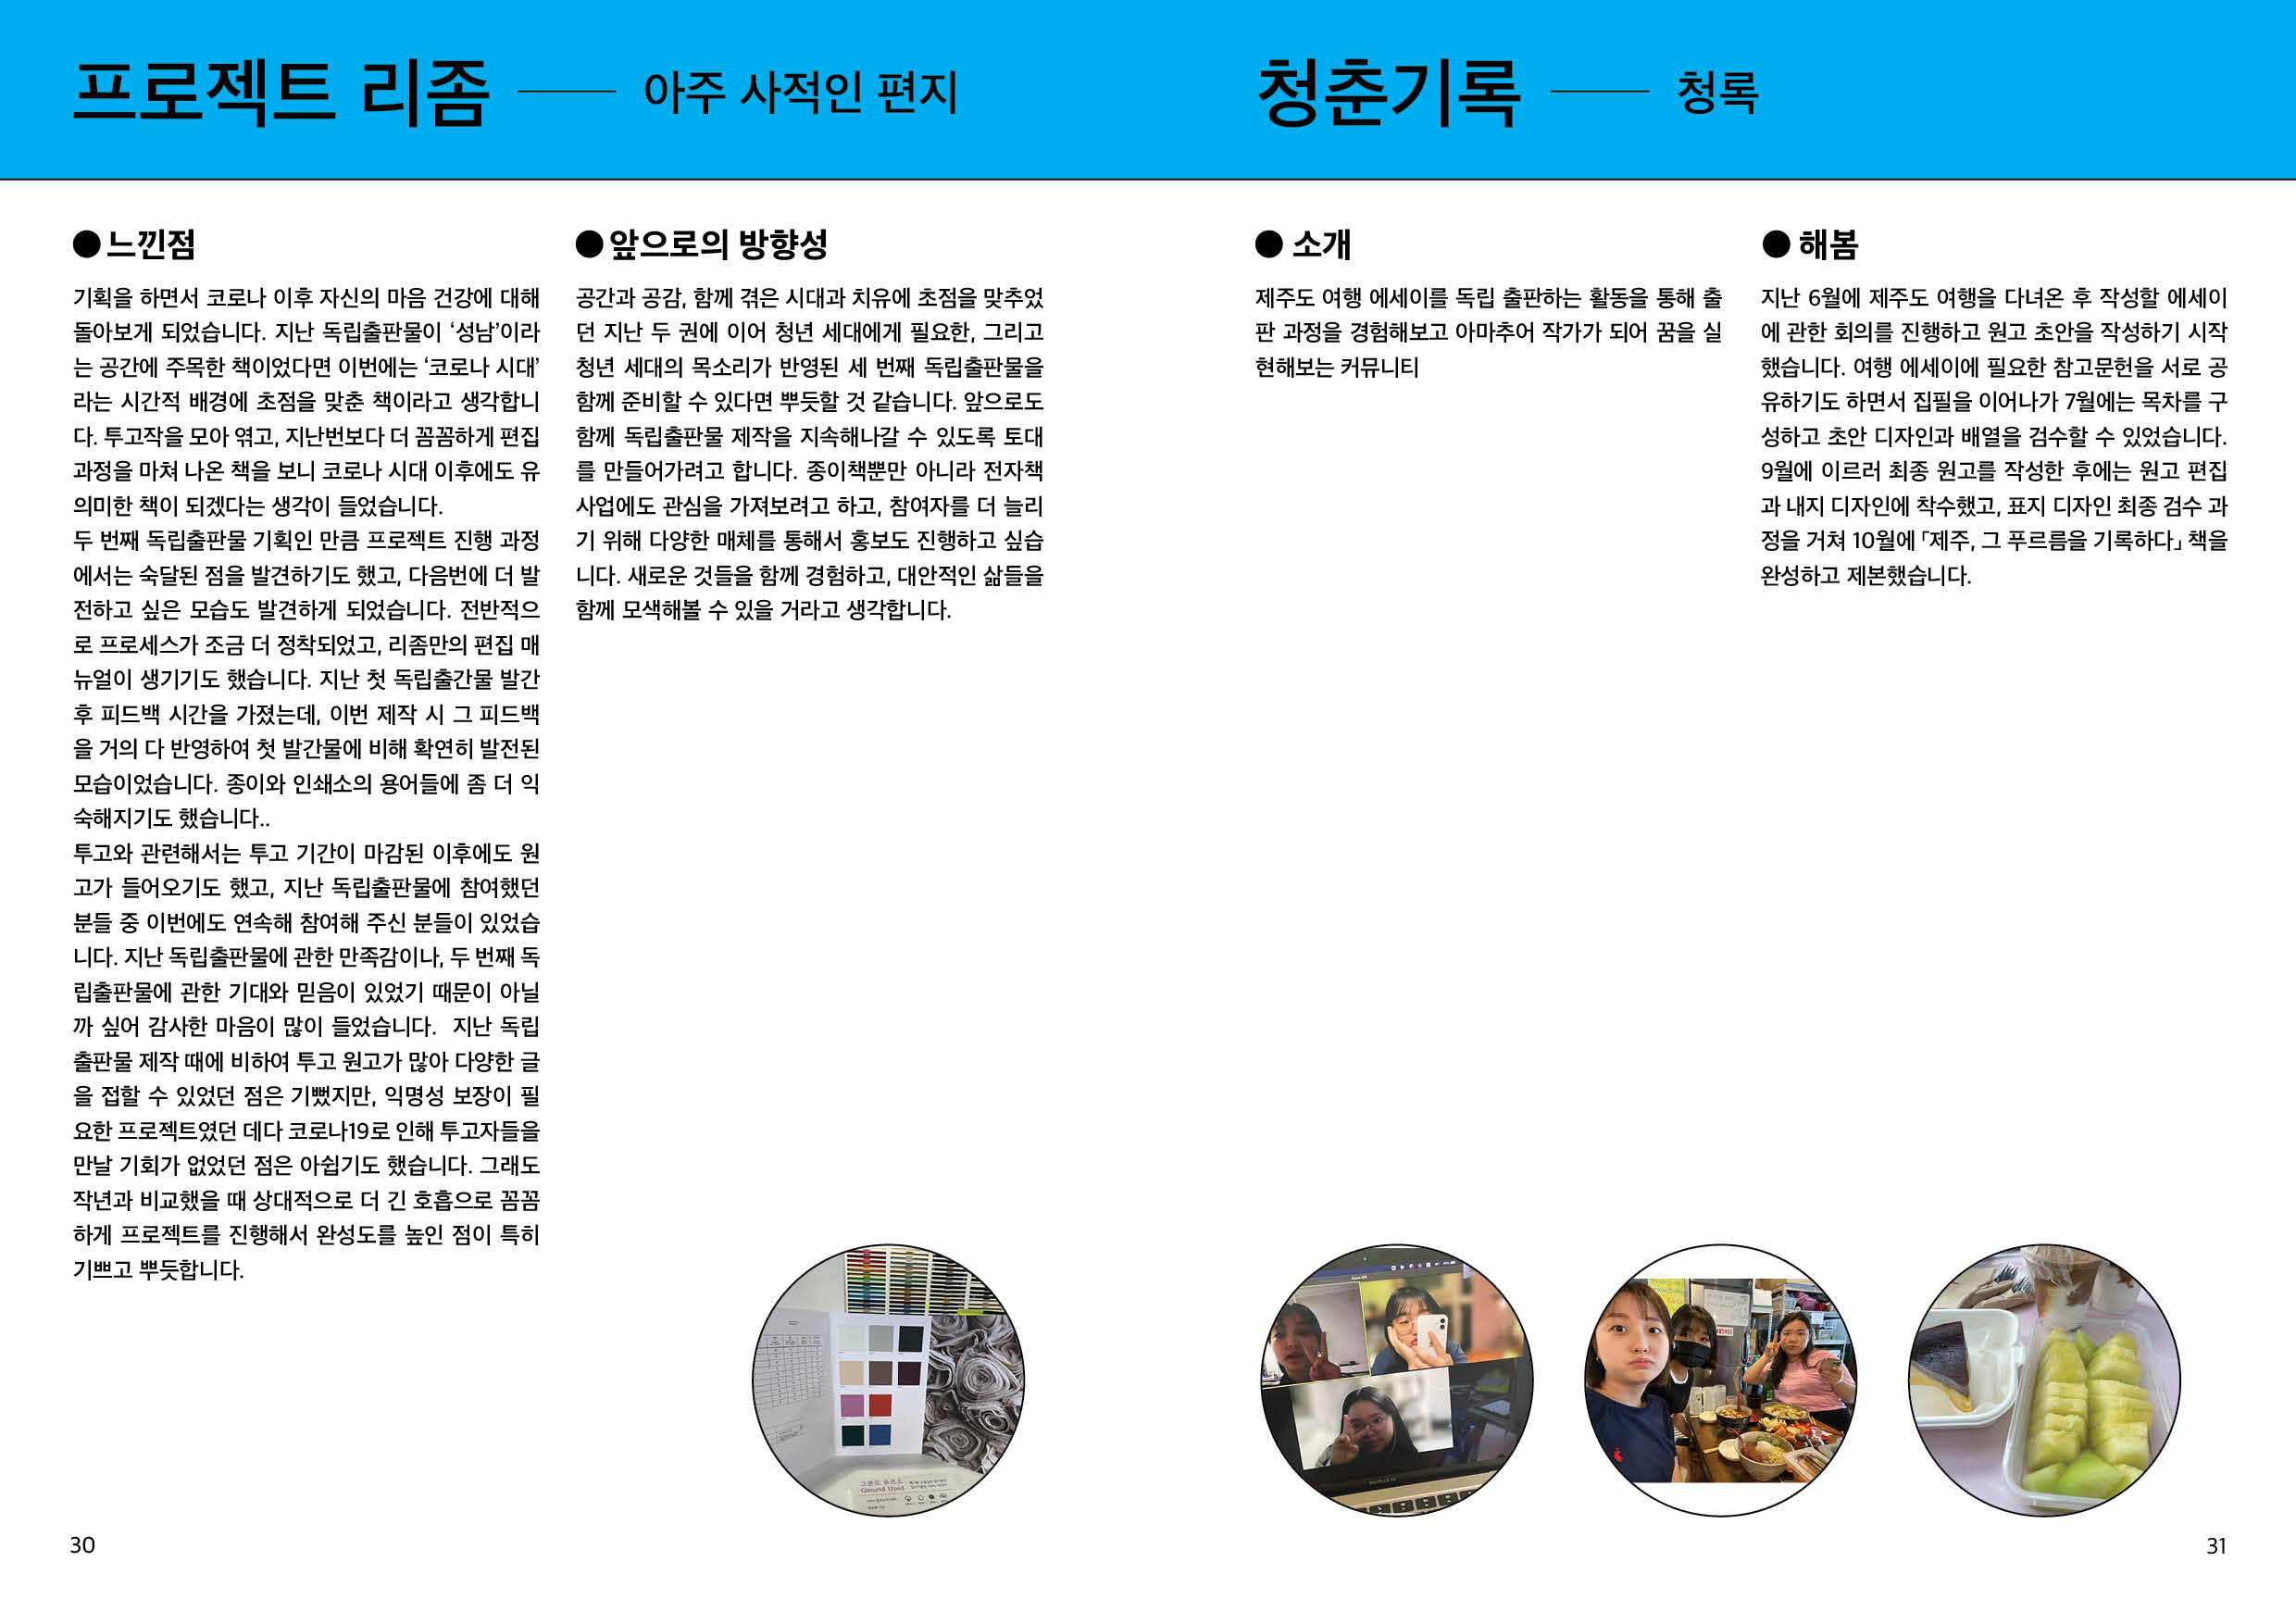 프로젝트 리좀 —— 아주 사적인 편지
● 느낀점
기획을 하면서 코로나 이후 자신의 마음 건강에 대해
돌아보게 되었습니다. 지난 독립출판물이 ‘성남’이라
는 공간에 주목한 책이었다면 이번에는 ‘코로나 시대’
라는 시간적 배경에 초점을 맞춘 책이라고 생각합니
다. 투고작을 모아 엮고, 지난번보다 더 꼼꼼하게 편집
과정을 마쳐 나온 책을 보니 코로나 시대 이후에도 유
의미한 책이 되겠다는 생각이 들었습니다.
두 번째 독립출판물 기획인 만큼 프로젝트 진행 과정
에서는 숙달된 점을 발견하기도 했고, 다음번에 더 발
전하고 싶은 모습도 발견하게 되었습니다. 전반적으
로 프로세스가 조금 더 정착되었고, 리좀만의 편집 매
뉴얼이 생기기도 했습니다. 지난 첫 독립출간물 발간
후 피드백 시간을 가졌는데, 이번 제작 시 그 피드백
을 거의 다 반영하여 첫 발간물에 비해 확연히 발전된
모습이었습니다. 종이와 인쇄소의 용어들에 좀 더 익
숙해지기도 했습니다..
투고와 관련해서는 투고 기간이 마감된 이후에도 원
고가 들어오기도 했고, 지난 독립출판물에 참여했던
분들 중 이번에도 연속해 참여해 주신 분들이 있었습
니다. 지난 독립출판물에 관한 만족감이나, 두 번째 독
립출판물에 관한 기대와 믿음이 있었기 때문이 아닐
까 싶어 감사한 마음이 많이 들었습니다. 지난 독립
출판물 제작 때에 비하여 투고 원고가 많아 다양한 글
을 접할 수 있었던 점은 기뻤지만, 익명성 보장이 필
요한 프로젝트였던 데다 코로나19로 인해 투고자들을
만날 기회가 없었던 점은 아쉽기도 했습니다. 그래도
작년과 비교했을 때 상대적으로 더 긴 호흡으로 꼼꼼
하게 프로젝트를 진행해서 완성도를 높인 점이 특히
기쁘고 뿌듯합니다.
● 앞으로의 방향성
공간과 공감, 함께 겪은 시대과 치유에 초점을 맞추었
던 지난 두 권에 이어 청년 세대에게 필요한, 그리고
청년 세대의 목소리가 반영된 세 번째 독립출판물을
함께 준비할 수 있다면 뿌듯할 것 같습니다. 앞으로도
함께 독립출판물 제작을 지속해나갈 수 있도록 토대
를 만들어가려고 합니다. 종이책뿐만 아니라 전자책
사업에도 관심을 가져보려고 하고, 참여자를 더 늘리
기 위해 다양한 매체를 통해서 홍보도 진행하고 싶습
니다. 새로운 것들을 함께 경험하고, 대안적인 삶들을
함께 모색해볼 수 있을 거라고 생각합니다.
30
청춘기록 —— 청록
● 소개
제주도 여행 에세이를 독립 출판하는 활동을 통해 출
판 과정을 경험해보고 아마추어 작가가 되어 꿈을 실
현해보는 커뮤니티
● 해봄
지난 6월에 제주도 여행을 다녀온 후 작성할 에세이
에 관한 회의를 진행하고 원고 초안을 작성하기 시작
했습니다. 여행 에세이에 필요한 참고문헌을 서로 공
유하기도 하면서 집필을 이어나가 7월에는 목차를 구
성하고 초안 디자인과 배열을 검수할 수 있었습니다.
9월에 이르러 최종 원고를 작성한 후에는 원고 편집
과 내지 디자인에 착수했고, 표지 디자인 최종 검수 과
정을 거쳐 10월에 「제주, 그 푸르름을 기록하다」 책을
완성하고 제본했습니다.
31